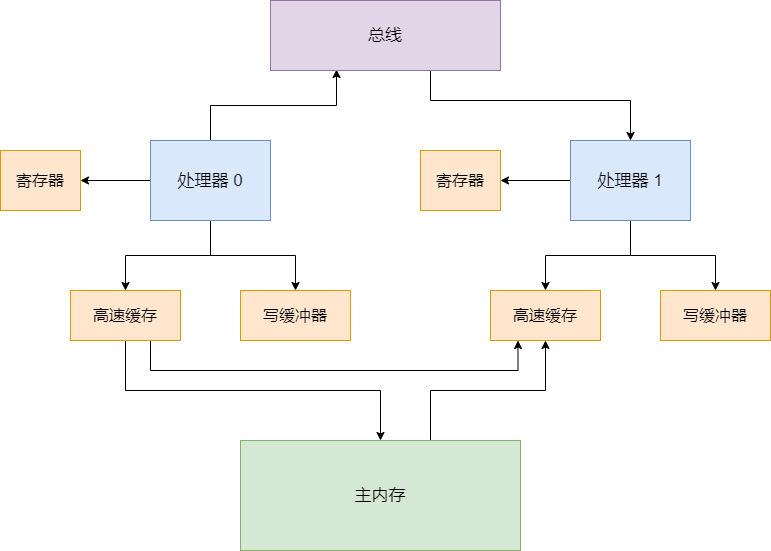 总线
寄存器
处理器 0
寄存器
处理器 1
高速缓存
写缓冲器
高速缓存
写缓冲器
主内存